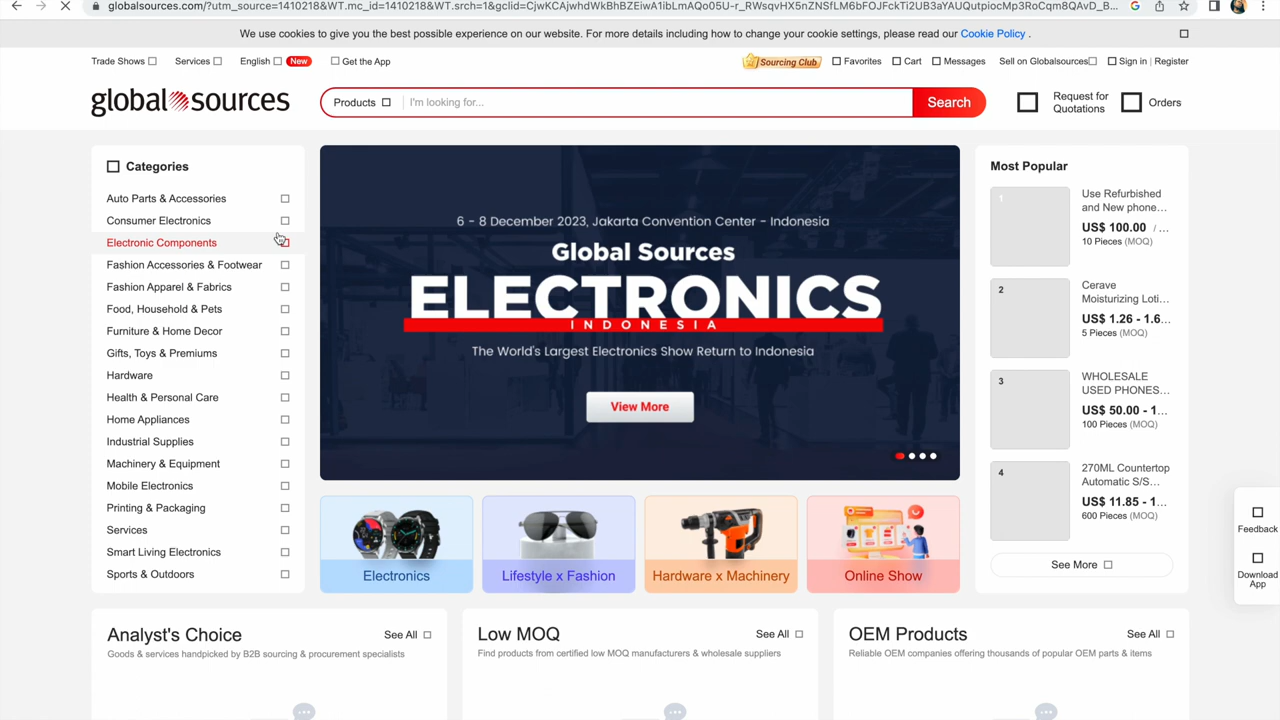 globalsources.com/?utm_source=1410218&WT.mc_id=1410218&WT.srch=1&gclid=CjwKCAjwhdWkBhBZEiwA1ibLmAQo05U-r_RWsqvHX5nZNSfLM6bFOJFckTi2UB3aYAUQutpiocMp3RoCqm8QAvD_B...
We use cookies to give you the best possible experience on our website. For more details including how to change your cookie settings, please read our Cookie Policy .
Trade Shows Services English New Get the App Sourcing Club Favorites Cart Messages Sell on Globalsources Sign in | Register
global sources Products I'm looking for... Search Request for Quotations Orders
Categories
Auto Parts & Accessories
Consumer Electronics
Electronic Components
Fashion Accessories & Footwear
Fashion Apparel & Fabrics
Food, Household & Pets
Furniture & Home Decor
Gifts, Toys & Premiums
Hardware
Health & Personal Care
Home Appliances
Industrial Supplies
Machinery & Equipment
Mobile Electronics
Printing & Packaging
Services
Smart Living Electronics
Sports & Outdoors
6 - 8 December 2023, Jakarta Convention Center - Indonesia
Global Sources
ELECTRONICS
INDONESIA
The World's Largest Electronics Show Return to Indonesia
View More
Electronics
Lifestyle x Fashion
Hardware x Machinery
Online Show
Most Popular
1
Use Refurbished
and New phone...
US$ 100.00 / ...
10 Pieces (MOQ)
2
Cerave
Moisturizing Loti...
US$ 1.26 - 1.6...
5 Pieces (MOQ)
3
WHOLESALE
USED PHONES...
US$ 50.00 - 1...
100 Pieces (MOQ)
4
270ML Countertop
Automatic S/S...
US$ 11.85 - 1...
600 Pieces (MOQ)
See More
Feedback
Download
App
Analyst's Choice See All
Goods & services handpicked by B2B sourcing & procurement specialists
Low MOQ See All
Find products from certified low MOQ manufacturers & wholesale suppliers
OEM Products See All
Reliable OEM companies offering thousands of popular OEM parts & items